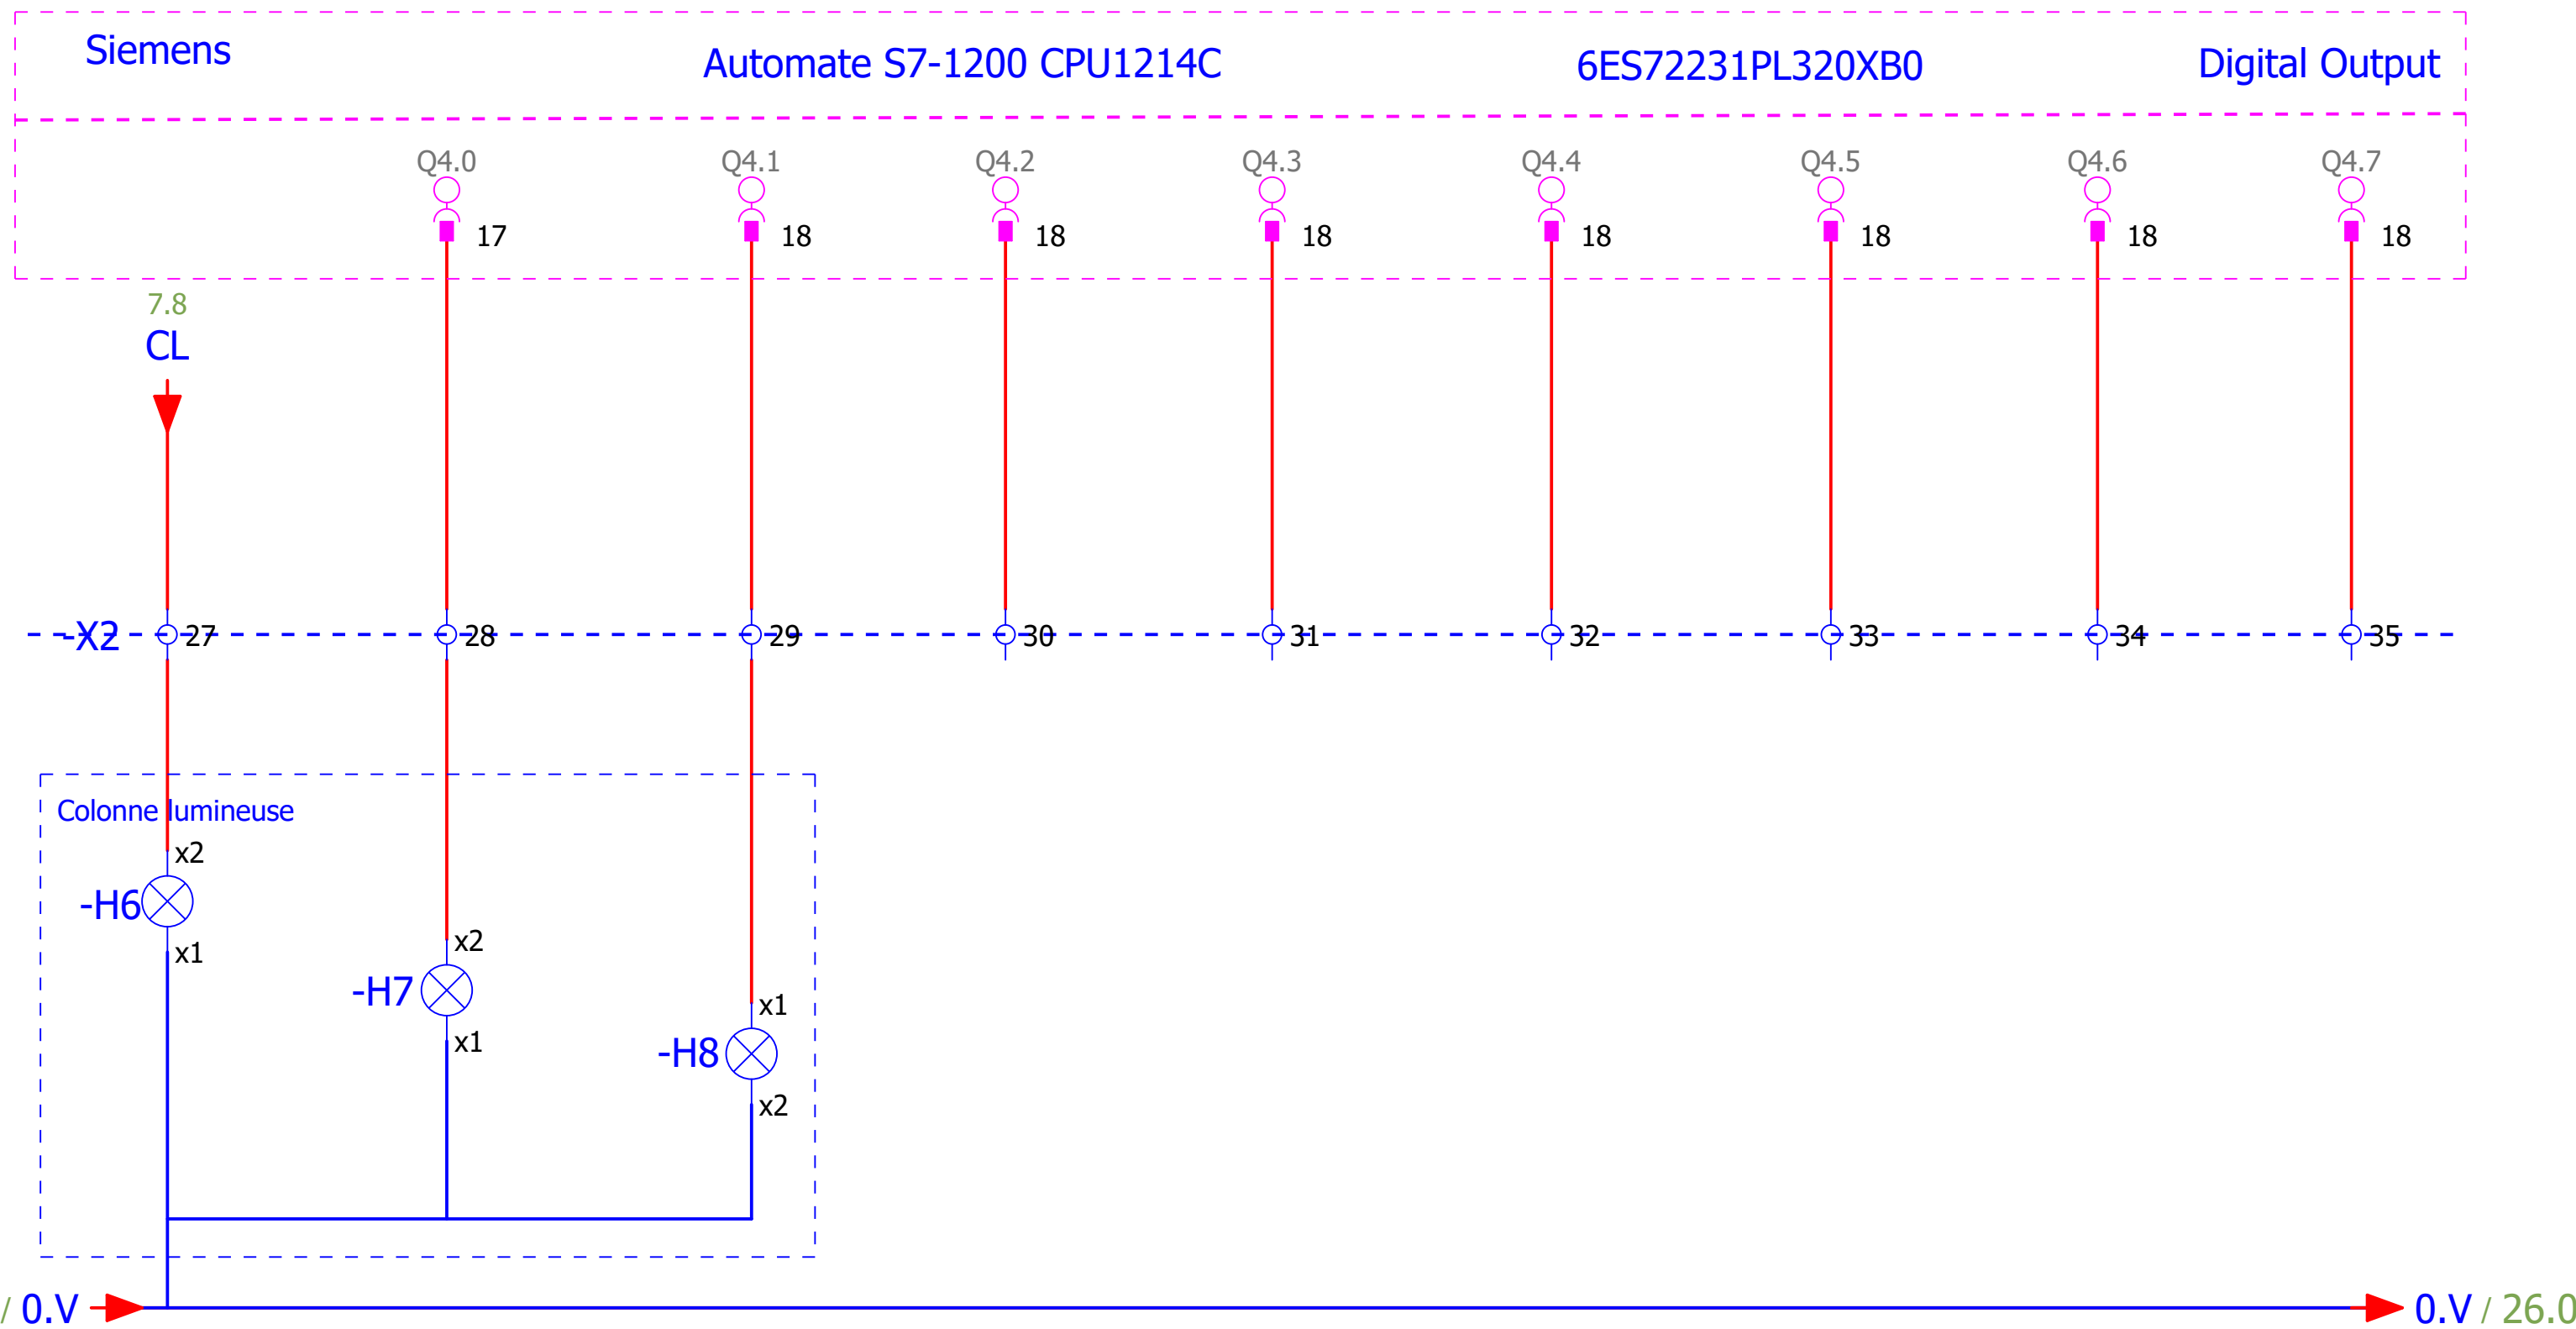 Siemens Automate S7-1200 CPU1214C 6ES72231PL320XB0 Digital Output
Q4.0 Q4.1 Q4.2 Q4.3 Q4.4 Q4.5 Q4.6 Q4.7
17 18 18 18 18 18 18 18
7.8
CL
-X2 27 28 29 30 31 32 33 34 35
Colonne lumineuse
x2
-H6
x1
x2
-H7
x1
x1
-H8
x2
/ 0.V 0.V / 26.0